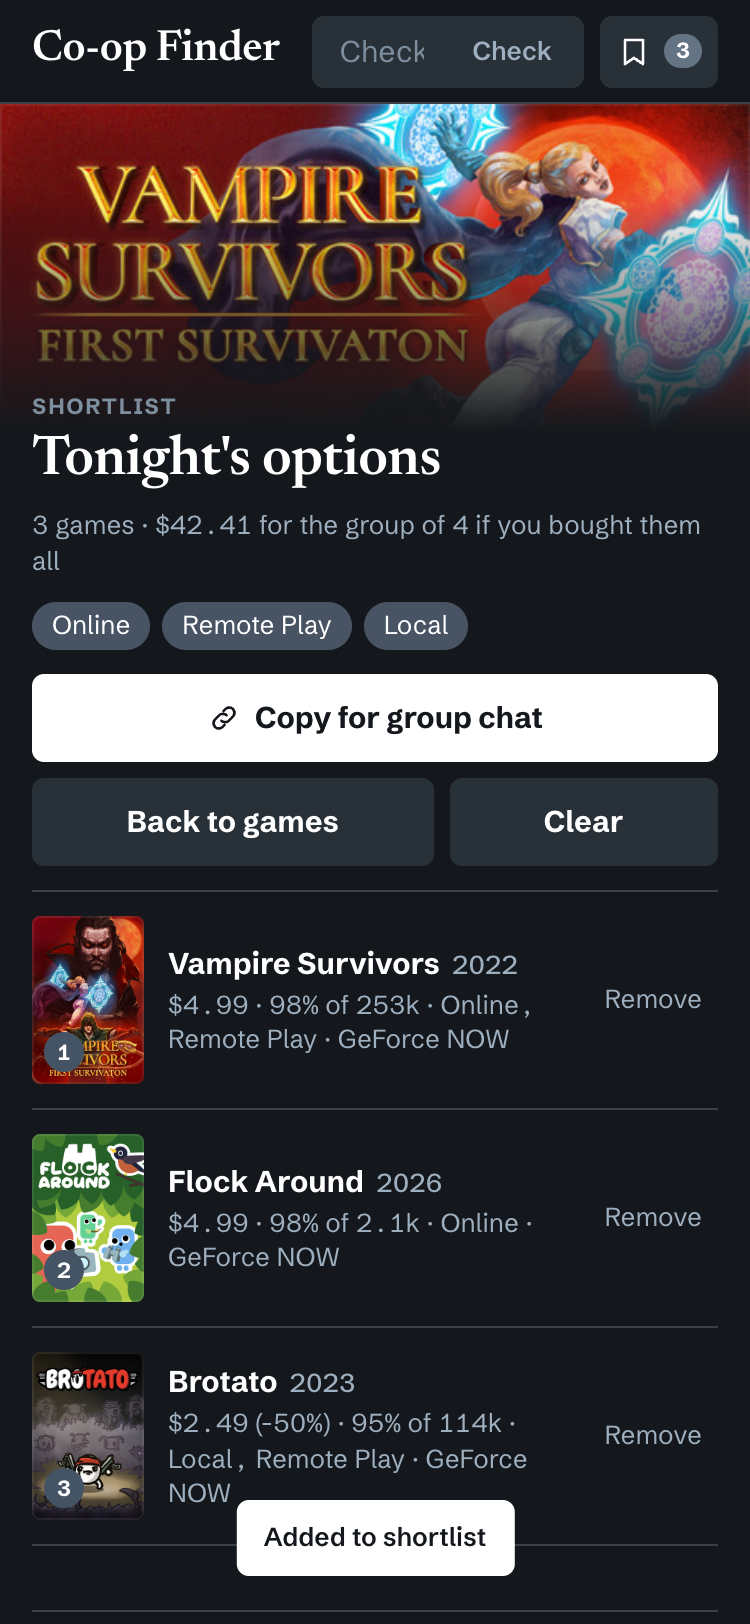 Co-op Finder
Check
Check
3
VAMPIRE
SURVIVORS
FIRST SURVIVATON
SHORTLIST
Tonight's options
3 games · $42.41 for the group of 4 if you bought them
all
Online
Remote Play
Local
Copy for group chat
Back to games
Clear
Vampire Survivors 2022
$4.99 · 98% of 253k · Online,
Remote Play · GeForce NOW
Remove
1
FIRST SURVIVATON
FLOCK
AROUND
Flock Around 2026
$4.99 · 98% of 2.1k · Online ·
GeForce NOW
Remove
2
BROTATO
Brotato 2023
$2.49 (-50%) · 95% of 114k ·
Local, Remote Play · GeForce
NOW
Remove
3
Added to shortlist